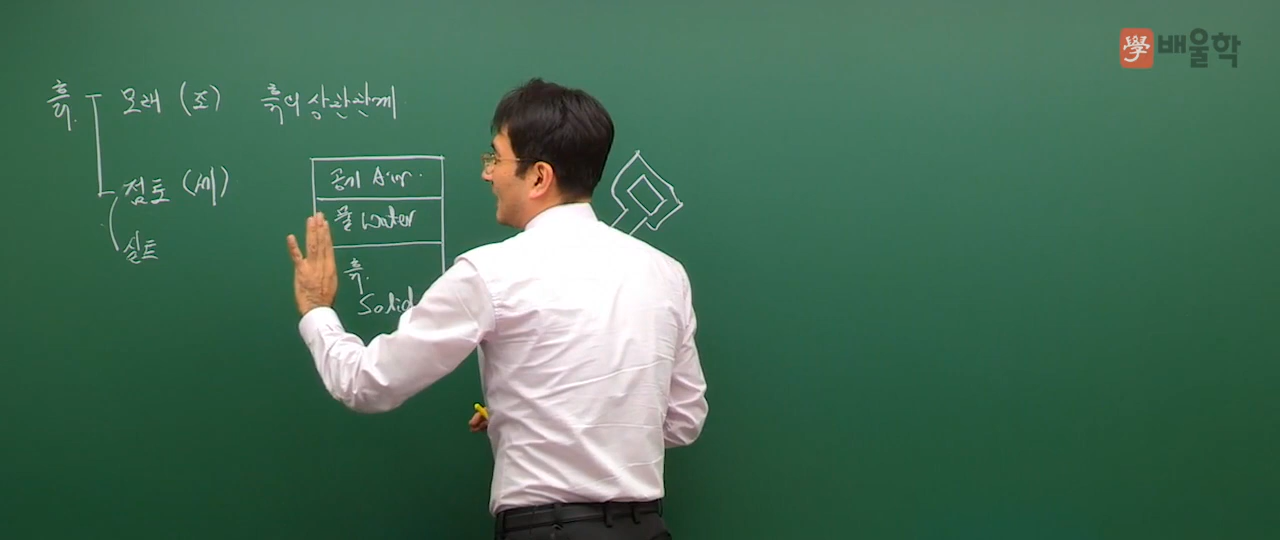 學 배울학
흙 모래 (조) 흙의 상관관계
점토 (세)
실트
공기 Air
물 water
흙
Solid